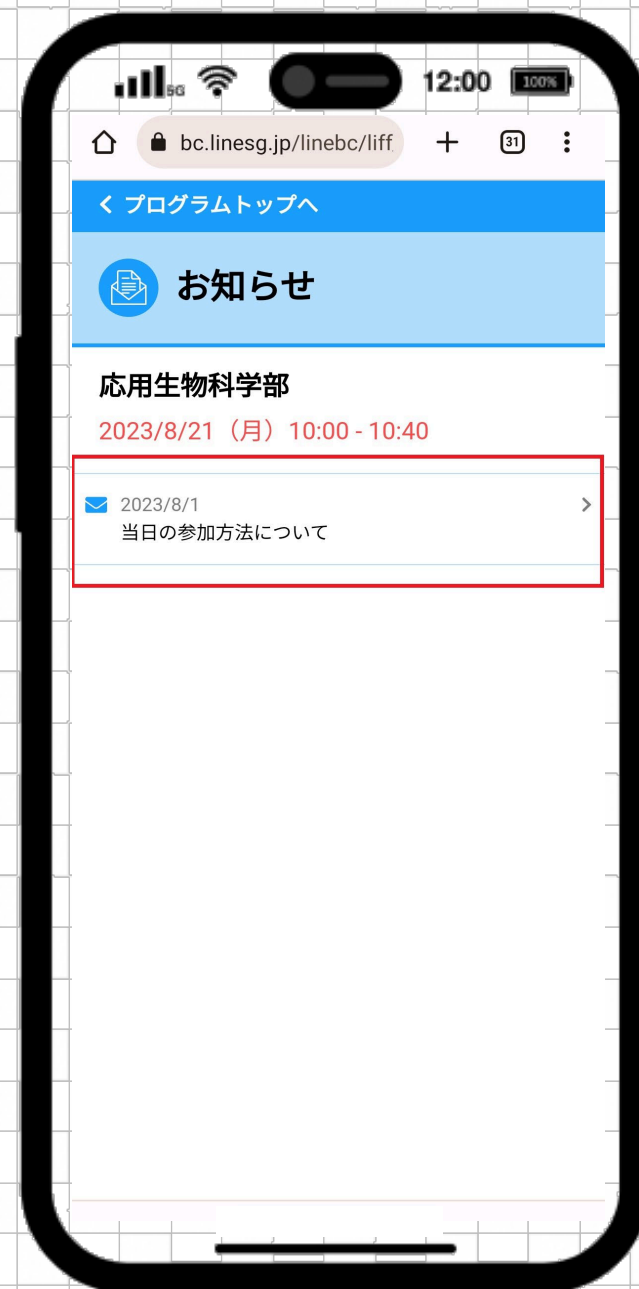 5G 12:00 100%
bc.linesg.jp/linebc/liff 31
プログラムトップへ
お知らせ
応用生物科学部
2023/8/21（月）10:00 - 10:40
2023/8/1
当日の参加方法について